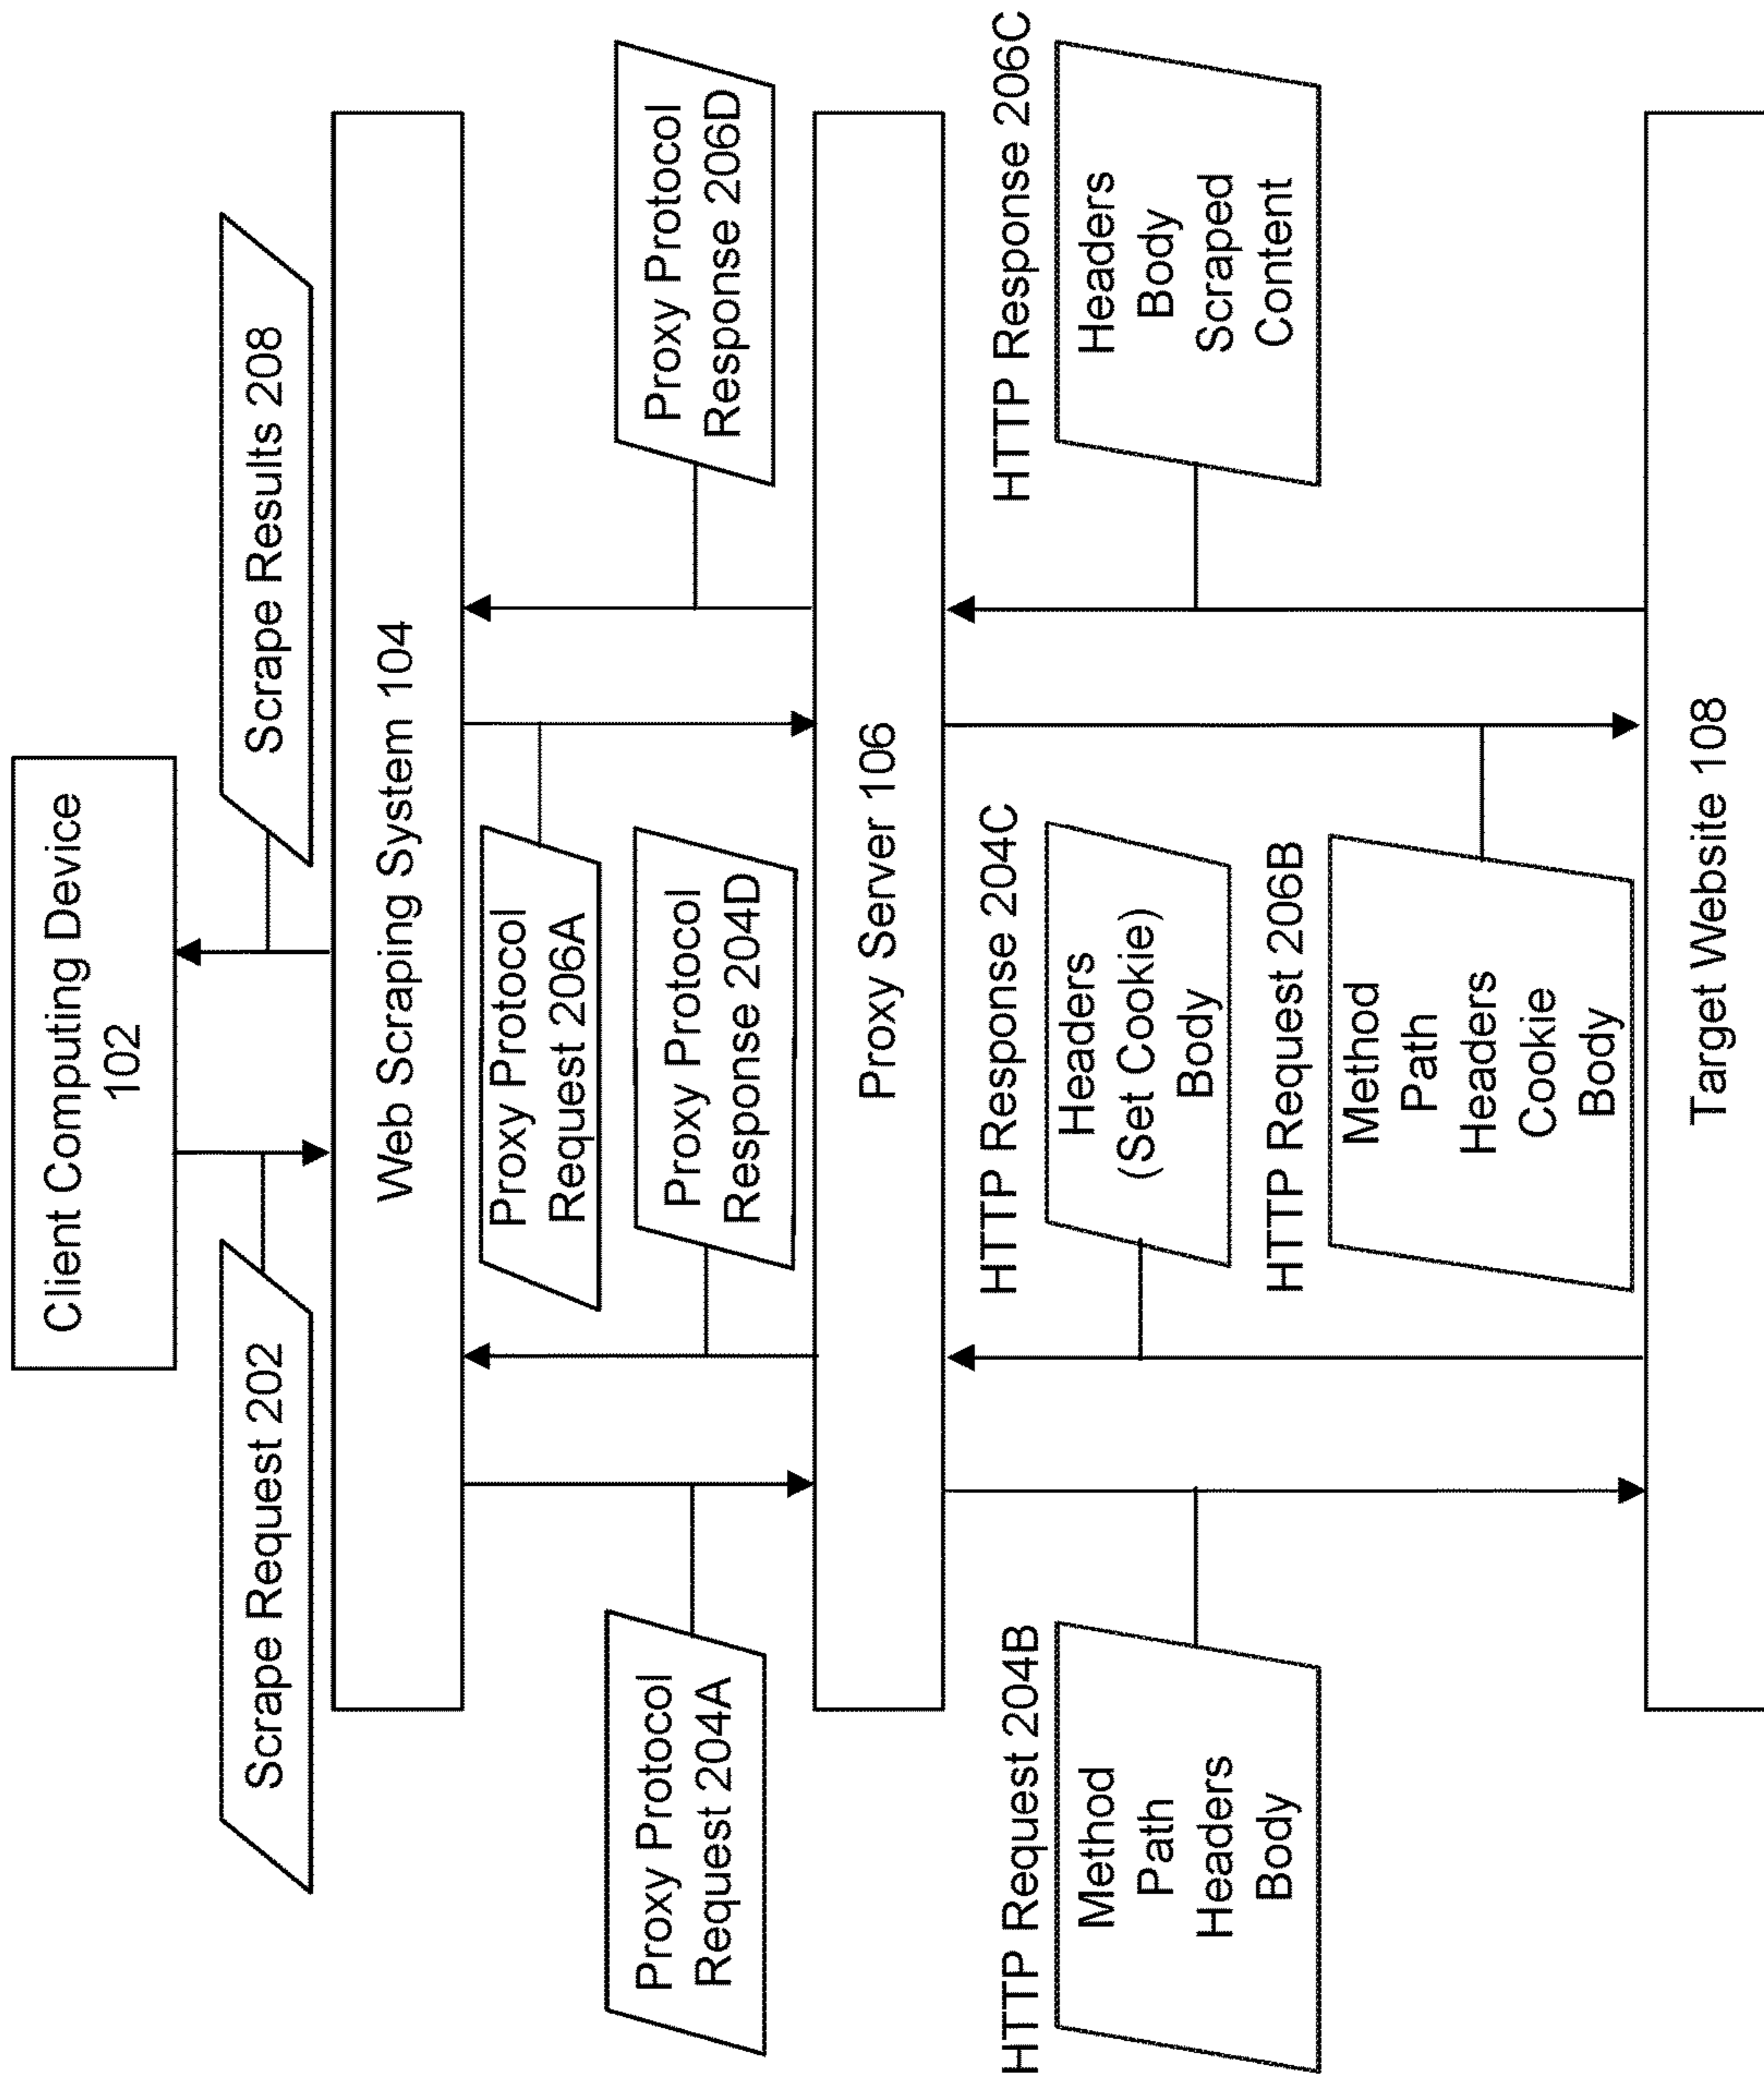 Client Computing Device
102
Scrape Request 202
Scrape Results 208
Web Scraping System 104
Proxy Protocol
Request 204A
Proxy Protocol
Request 206A
Proxy Protocol
Response 204D
Proxy Protocol
Response 206D
Proxy Server 106
HTTP Request 204B
Method
Path
Headers
Body
HTTP Response 204C
Headers
(Set Cookie)
Body
HTTP Request 206B
Method
Path
Headers
Cookie
Body
HTTP Response 206C
Headers
Body
Scraped
Content
Target Website 108